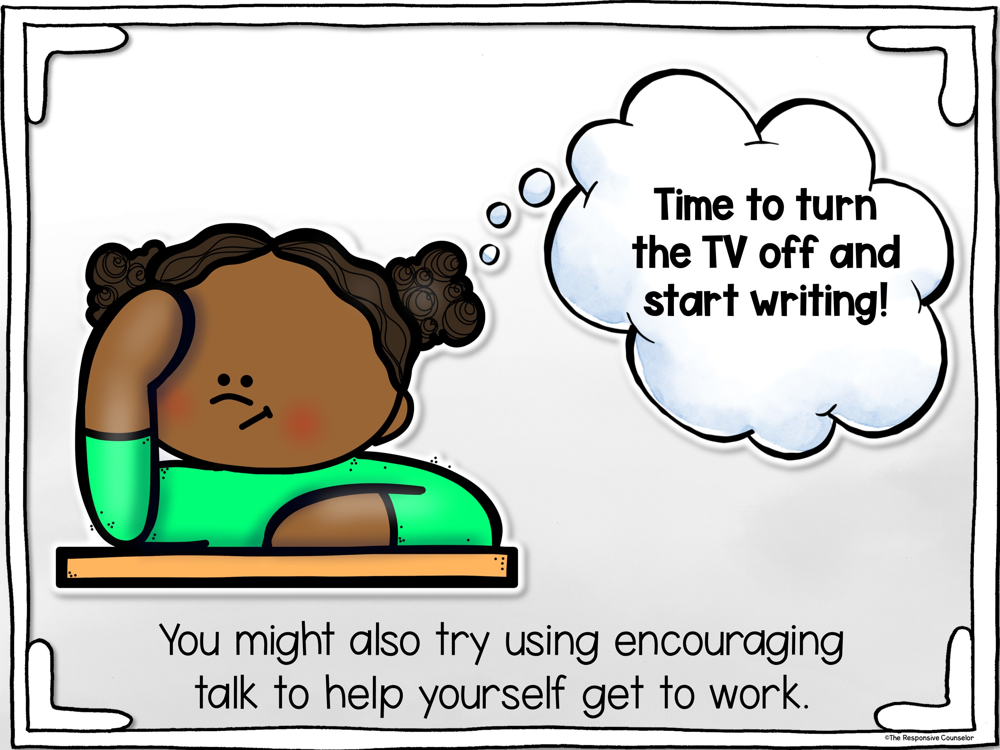 Time to turn
the TV off and
start writing!
You might also try using encouraging
talk to help yourself get to work.
©The Responsive Counselor